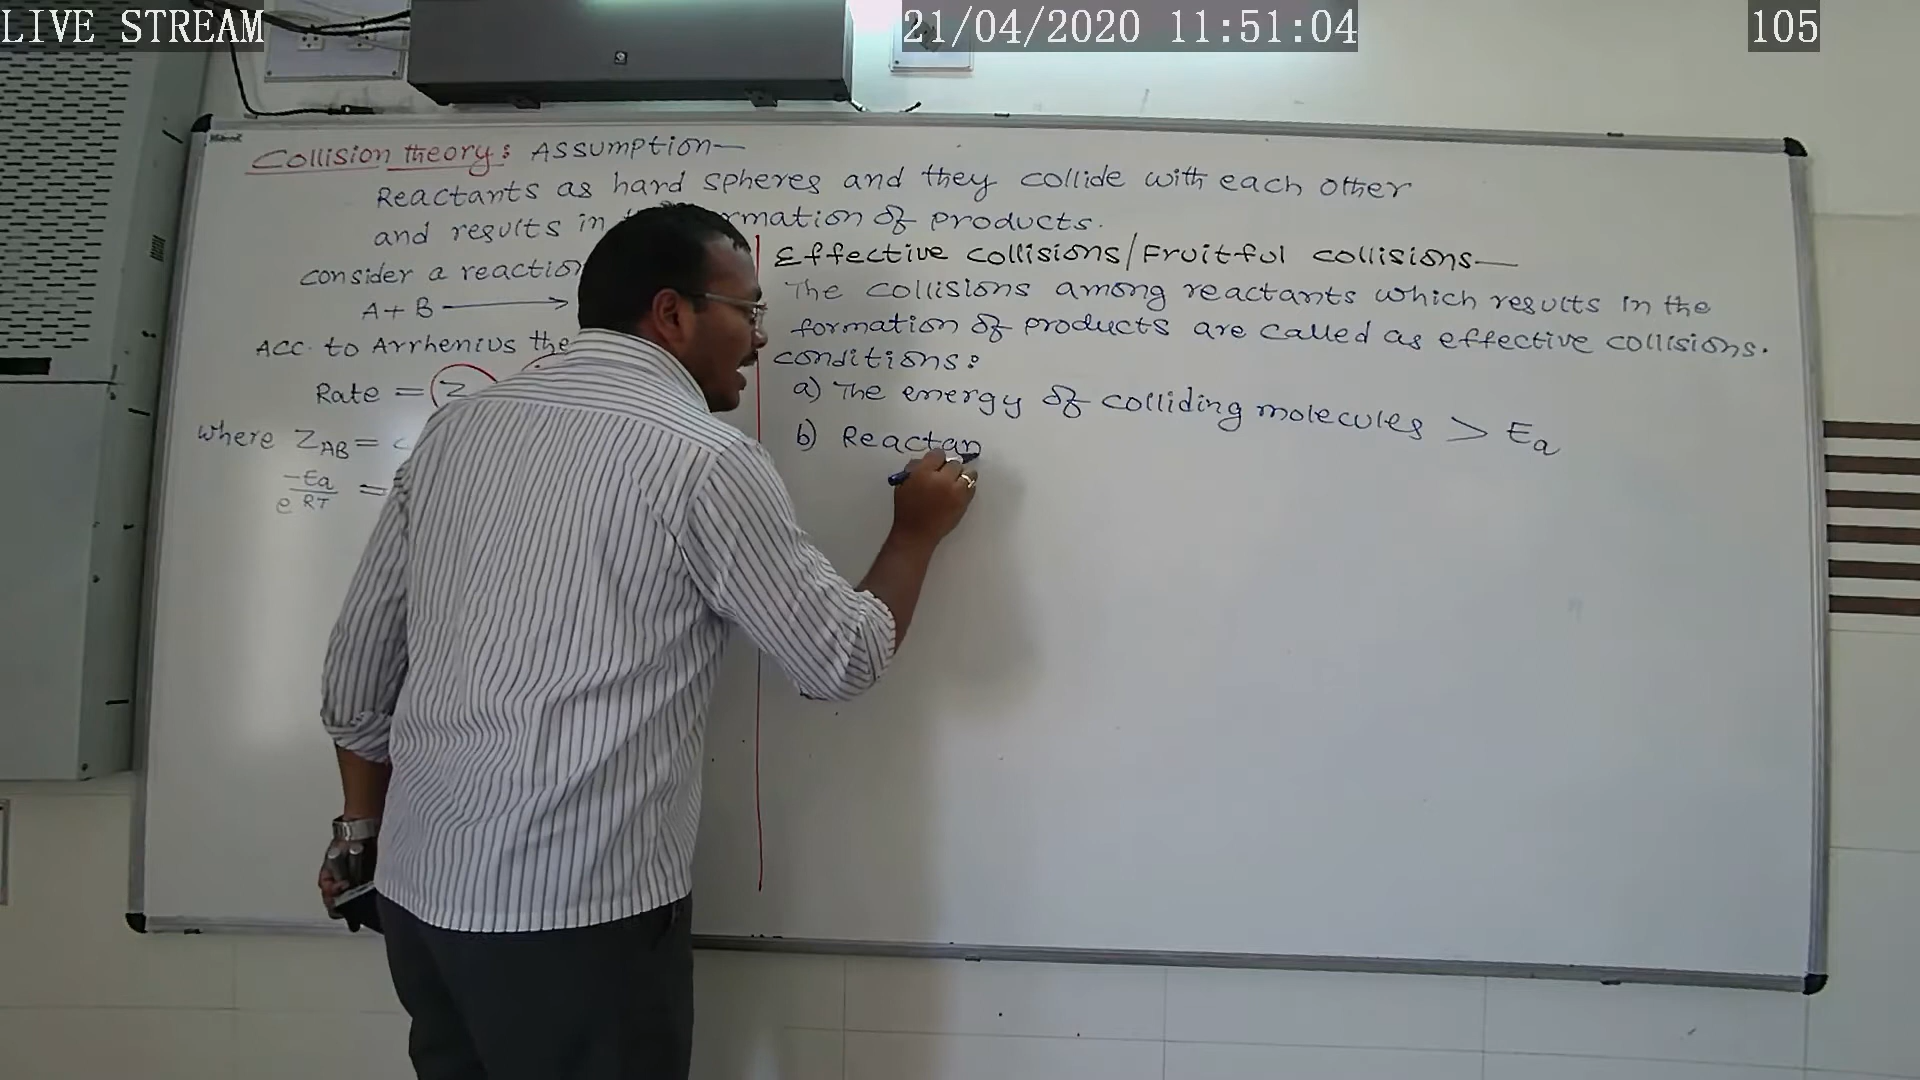 LIVE STREAM
21/04/2020 11:51:04
105
Collision theory: Assumption—
Reactants as hard spheres and they collide with each other
and results in rmation of products.
consider a reaction
A + B ⟶
Acc. to Arrhenius the
Rate = Z
where Z_AB =
e^(-Ea/RT) =
Effective collisions/Fruitful collisions—
The collisions among reactants which results in the
formation of products are called as effective collisions.
conditions:
a) The energy of colliding molecules > Ea
b) Reactan